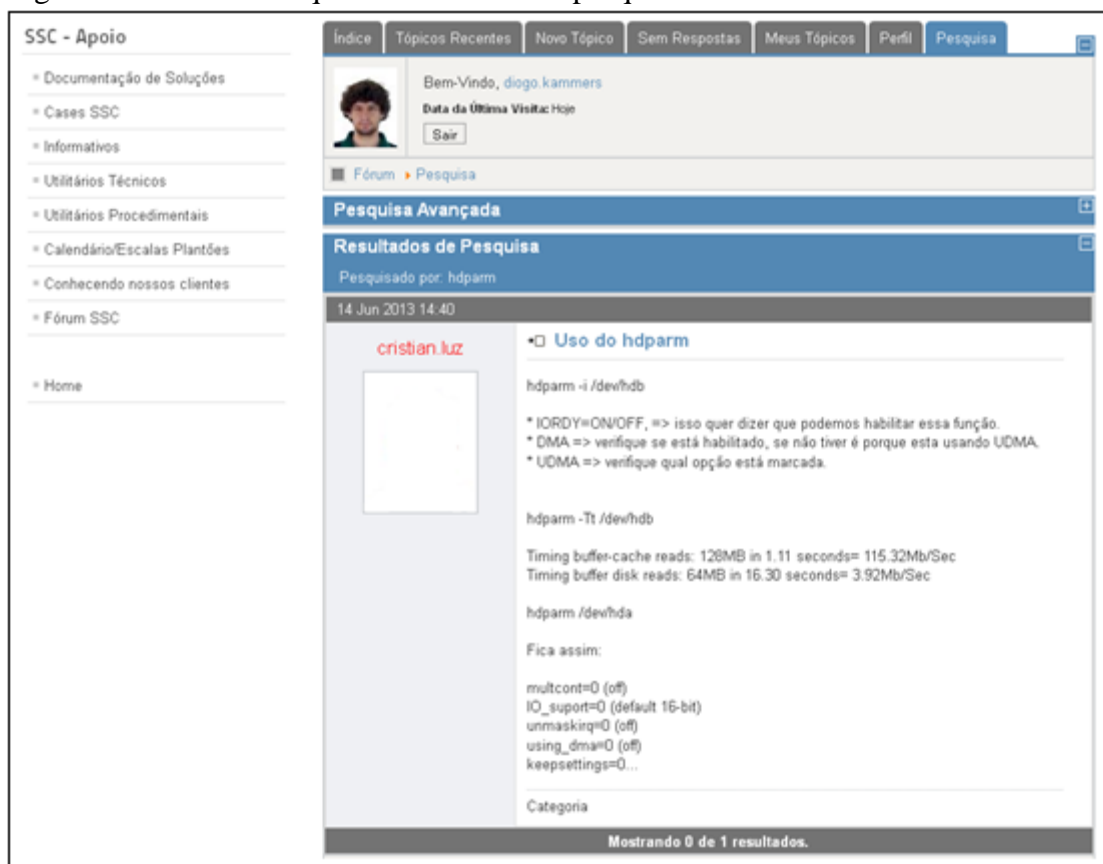 SSC - Apoio
Documentação de Soluções
Cases SSC
Informativos
Utilitários Técnicos
Utilitários Procedimentais
Calendário/Escalas Plantões
Conhecendo nossos clientes
Fórum SSC
Home
Índice Tópicos Recentes Novo Tópico Sem Respostas Meus Tópicos Perfil Pesquisa
Bem-Vindo, diogo.kammers
Data da Última Visita: Hoje
Sair
Fórum Pesquisa
Pesquisa Avançada
Resultados de Pesquisa
Pesquisado por: hdparm
14 Jun 2013 14:40
cristian.luz
Uso do hdparm
hdparm -i /dev/hdb
* IORDY=ON/OFF, => isso quer dizer que podemos habilitar essa função.
* DMA => verifique se está habilitado, se não tiver é porque esta usando UDMA.
* UDMA => verifique qual opção está marcada.
hdparm -Tt /dev/hdb
Timing buffer-cache reads: 128MB in 1.11 seconds= 115.32Mb/Sec
Timing buffer disk reads: 64MB in 16.30 seconds= 3.92Mb/Sec
hdparm /dev/hda
Fica assim:
multcont=0 (off)
IO_suport=0 (default 16-bit)
unmaskirq=0 (off)
using_dma=0 (off)
keepsettings=0...
Categoria
Mostrando 0 de 1 resultados.